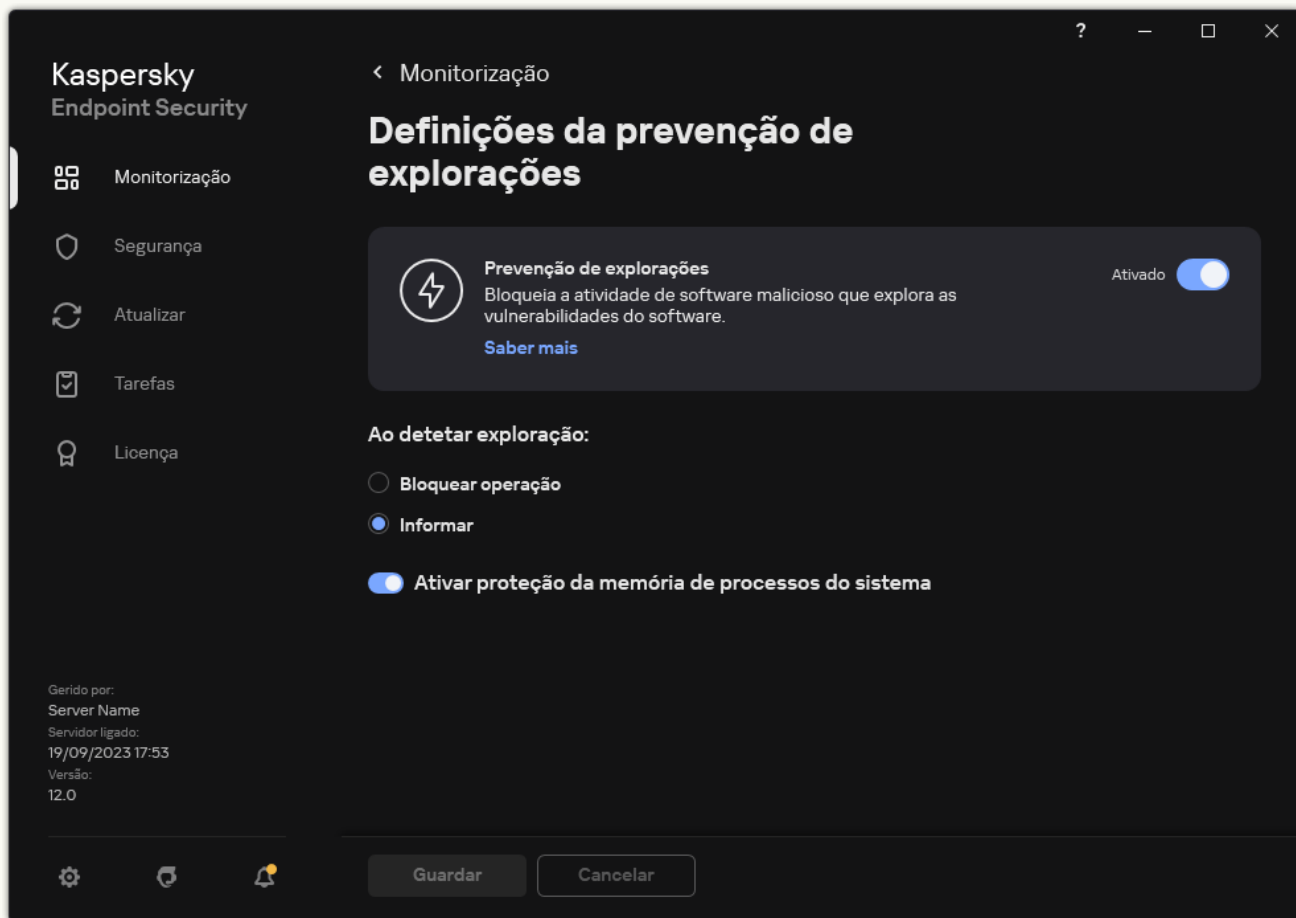 ?
Kaspersky
Endpoint Security
Monitorização
Segurança
Atualizar
Tarefas
Licença
Gerido por:
Server Name
Servidor ligado:
19/09/2023 17:53
Versão:
12.0
Monitorização
Definições da prevenção de
explorações
Prevenção de explorações
Bloqueia a atividade de software malicioso que explora as
vulnerabilidades do software.
Saber mais
Ativado
Ao detetar exploração:
Bloquear operação
Informar
Ativar proteção da memória de processos do sistema
Guardar
Cancelar